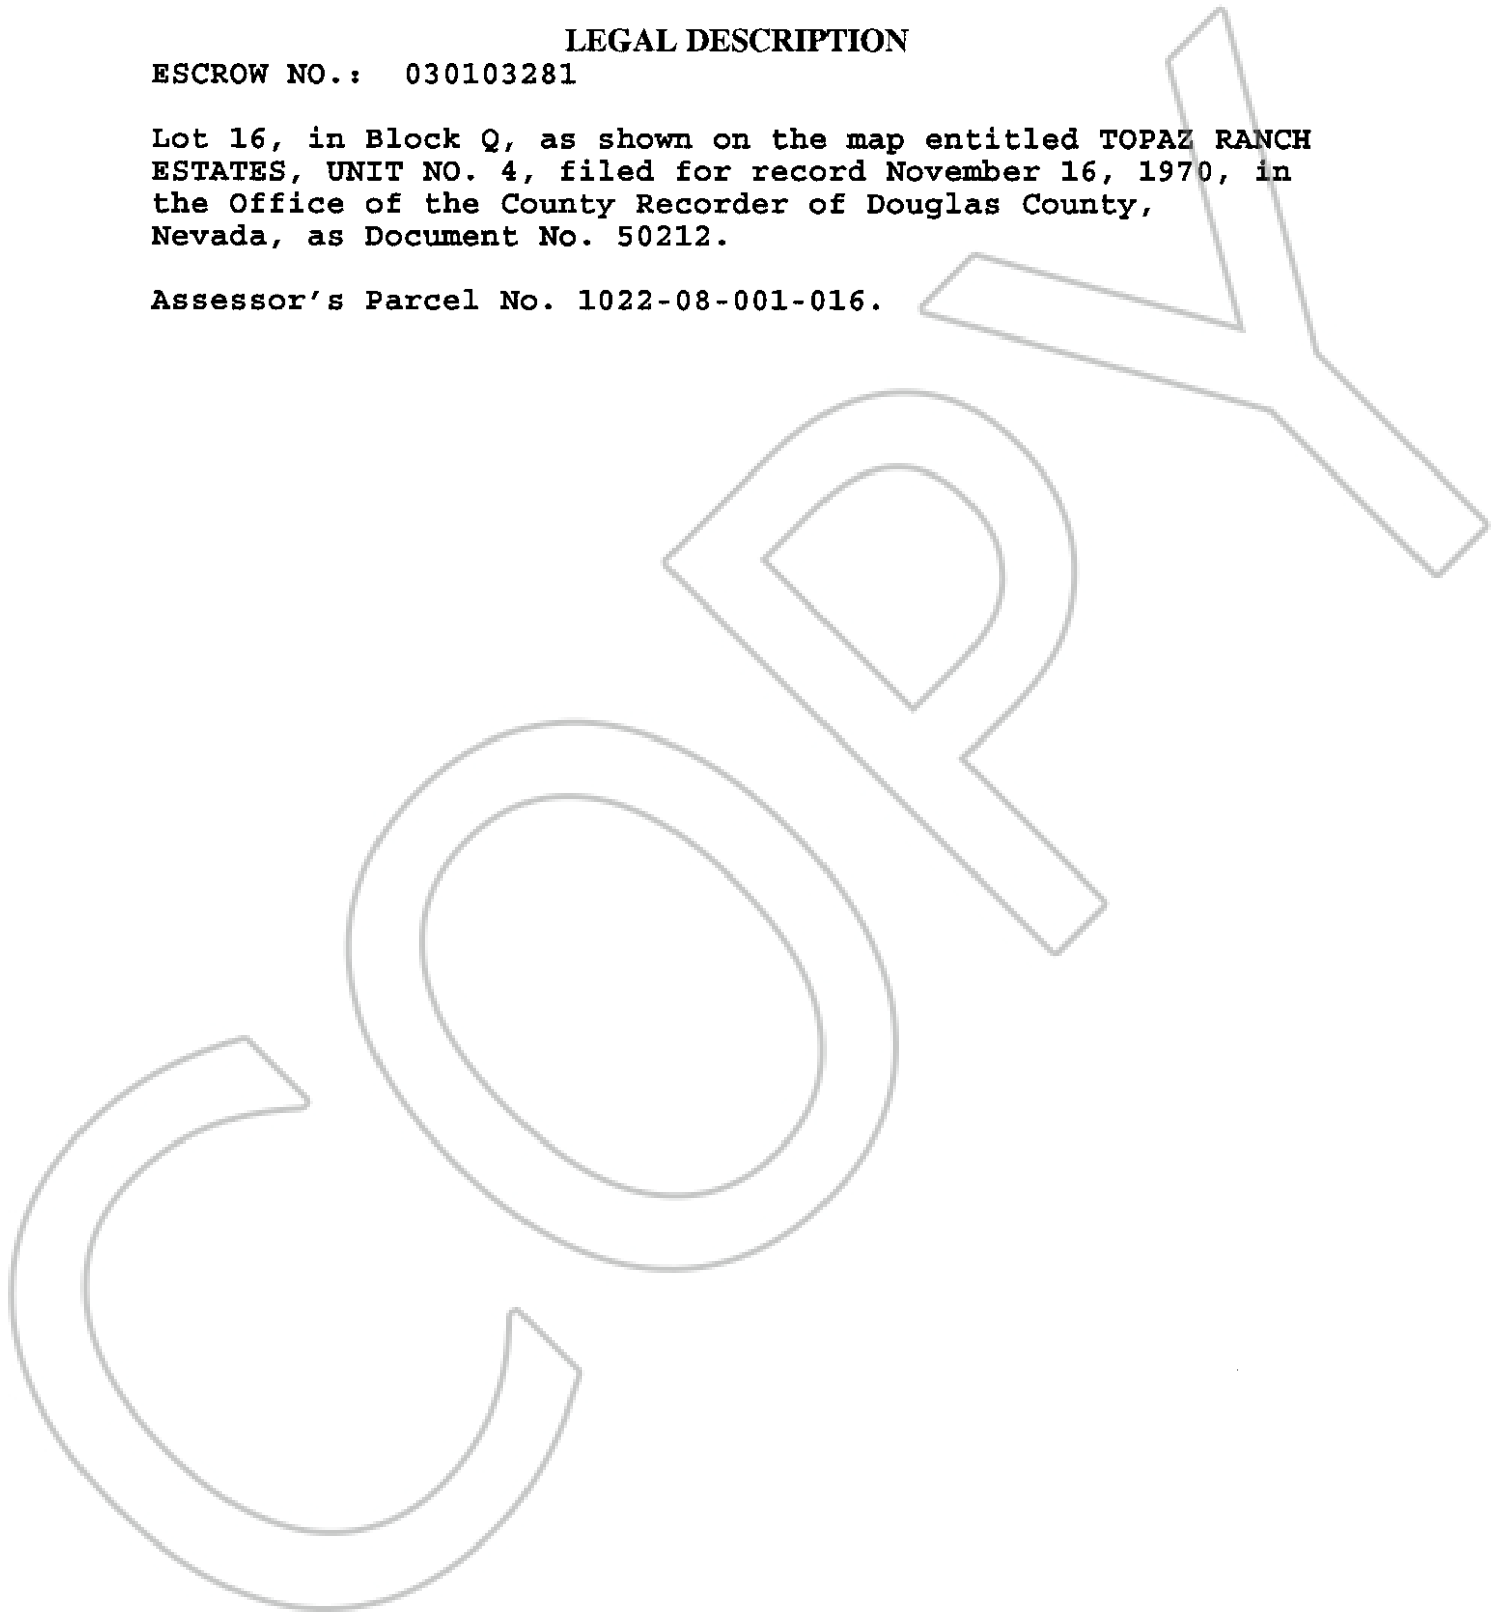 LEGAL DESCRIPTION
ESCROW NO.: 030103281
Lot 16, in Block Q, as shown on the map entitled TOPAZ RANCH
ESTATES, UNIT NO. 4, filed for record November 16, 1970, in
the Office of the County Recorder of Douglas County,
Nevada, as Document No. 50212.
Assessor's Parcel No. 1022-08-001-016.
COPY